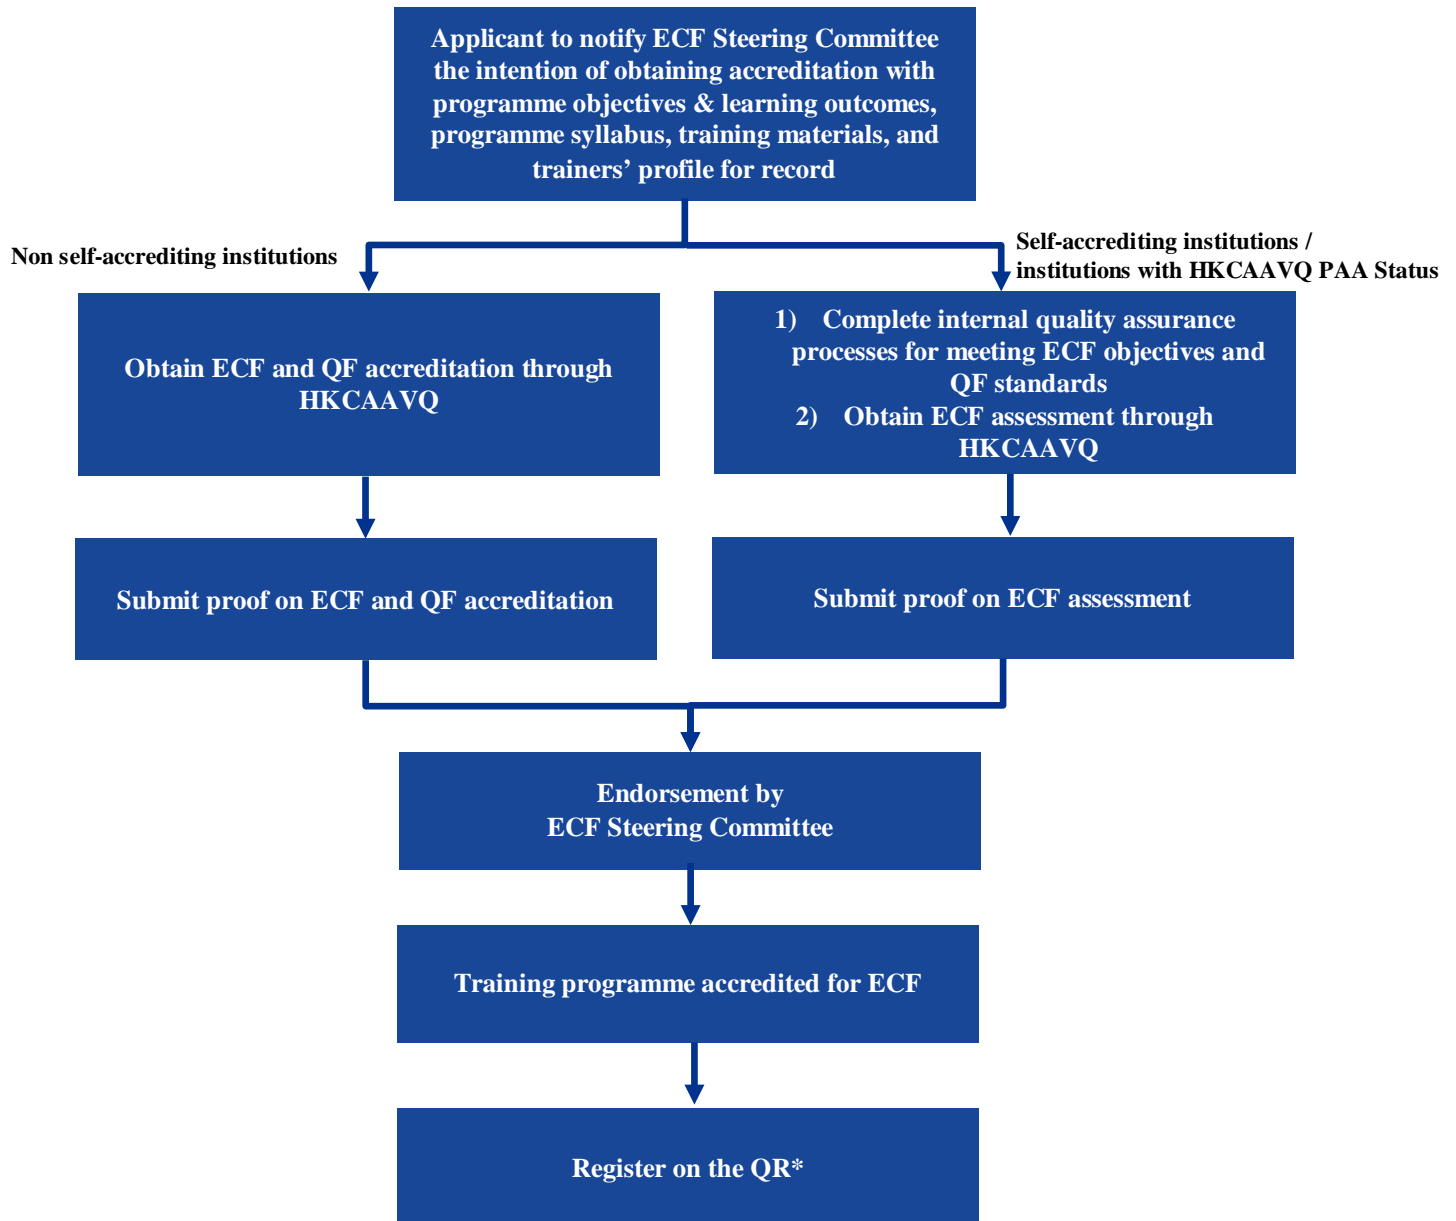 Applicant to notify ECF Steering Committee
the intention of obtaining accreditation with
programme objectives & learning outcomes,
programme syllabus, training materials, and
trainers’ profile for record
Non self-accrediting institutions
Self-accrediting institutions /
institutions with HKCAAVQ PAA Status
Obtain ECF and QF accreditation through
HKCAAVQ
1) Complete internal quality assurance
processes for meeting ECF objectives and
QF standards
2) Obtain ECF assessment through
HKCAAVQ
Submit proof on ECF and QF accreditation
Submit proof on ECF assessment
Endorsement by
ECF Steering Committee
Training programme accredited for ECF
Register on the QR*